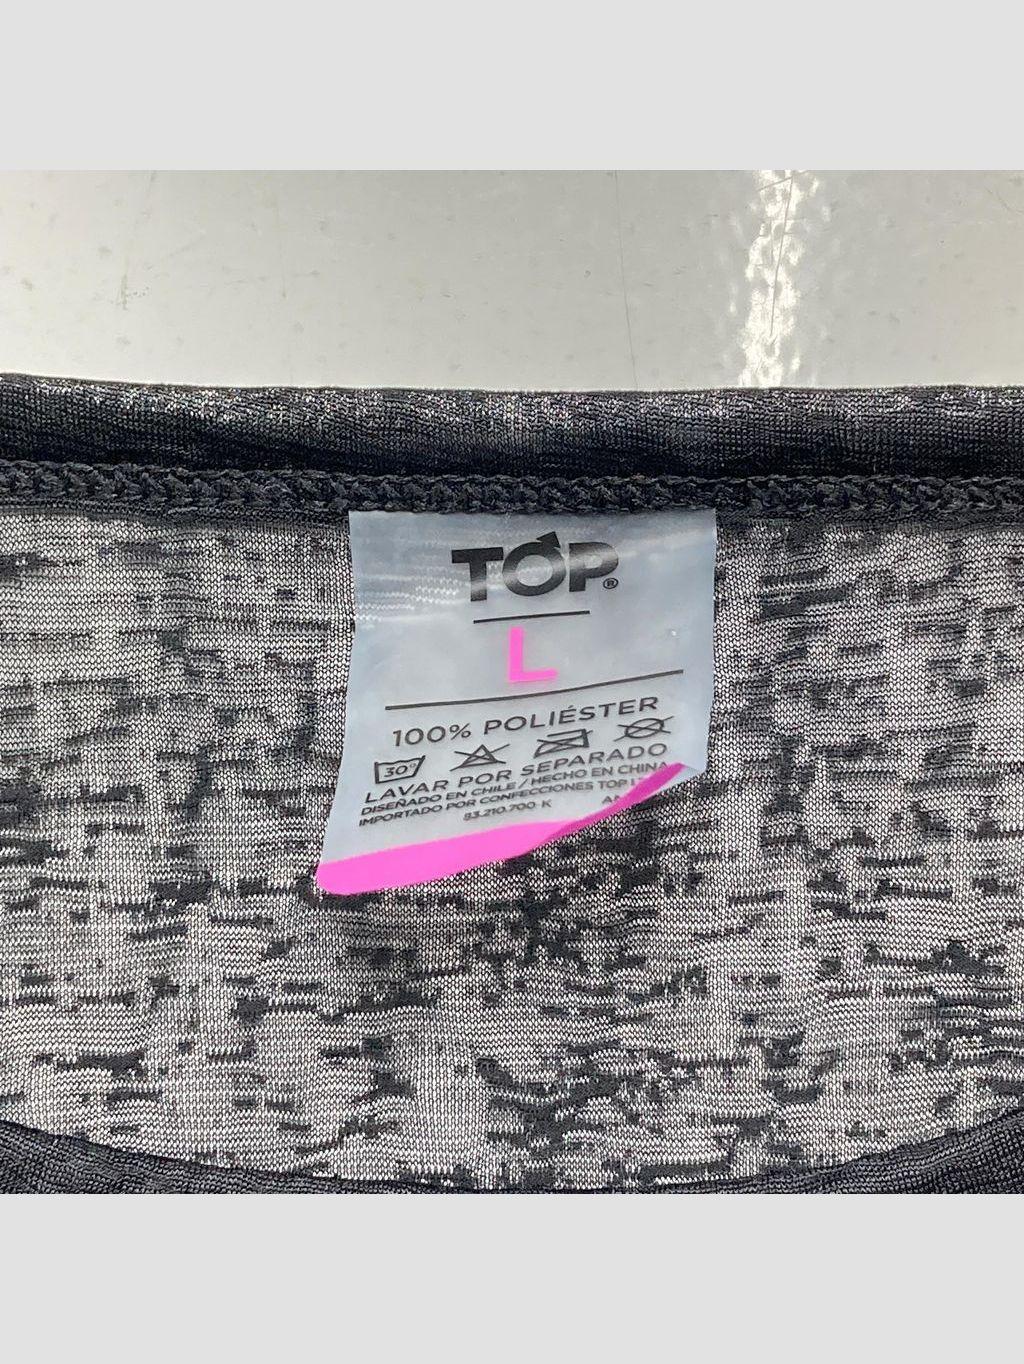 TOP®
L
100% POLIÉSTER
30°
LAVAR POR SEPARADO
DISEÑADO EN CHILE / HECHO EN CHINA
IMPORTADO POR CONFECCIONES TOP
83.210.700 K